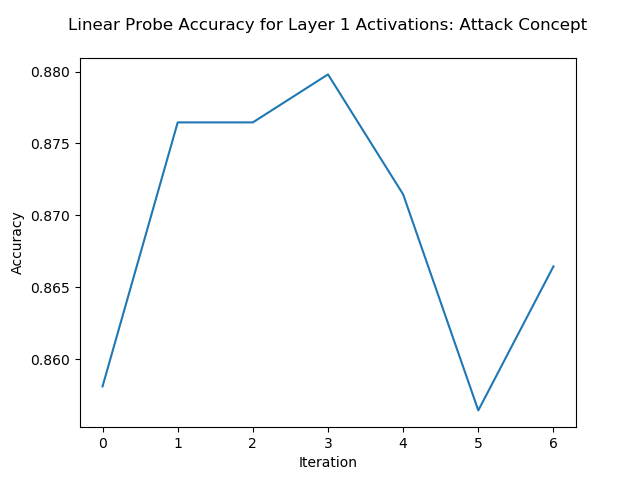 Linear Probe Accuracy for Layer 1 Activations: Attack Concept
0.880
0.875
0.870
0.865
0.860
Accuracy
0 1 2 3 4 5 6
Iteration